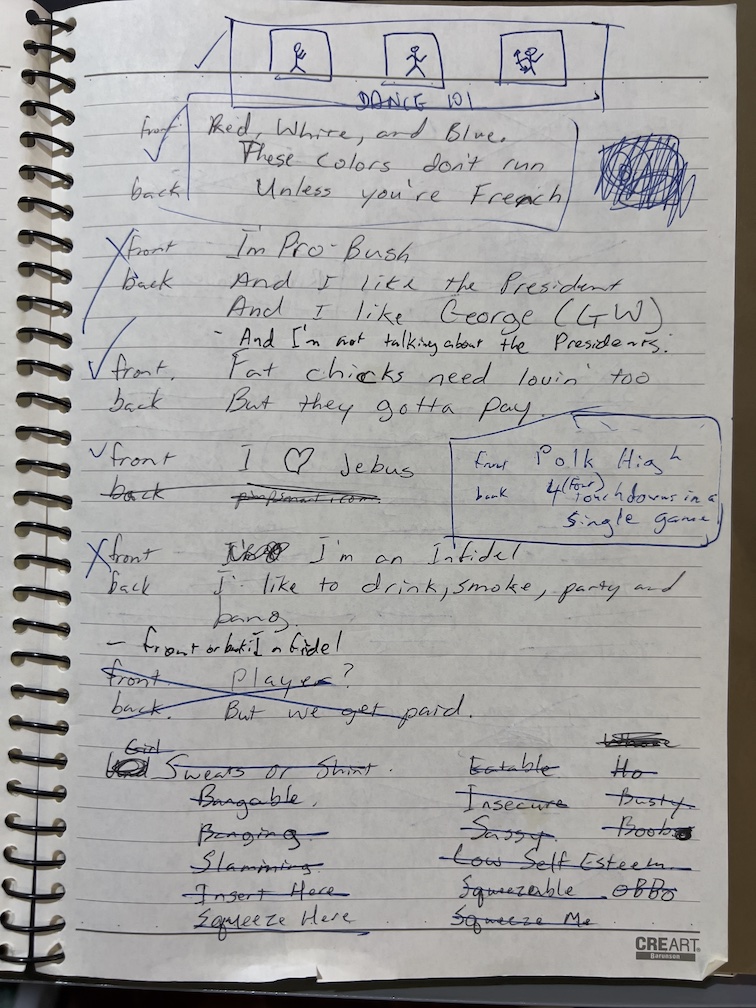 DANCE 101
front Red, White, and Blue.
These colors don't run
back Unless you're French
front I'm Pro-Bush
back And I like the President
And I like George (GW)
- And I'm not talking about the Presidents.
front. Fat chicks need lovin' too
back But they gotta pay.
front I ♡ Jebus
back pimpsmart.com
front Polk High
back 4 (four) Touchdowns in a
single game
front I'm an Infidel
back I like to drink, smoke, party and
bang.
- front or back: Infidel
front. Player?
back. But we get paid.
Girl
Sweats or Shirt.
Bangable.
Banging
Slamming
Insert Here
Squeeze Here
Eatable
Insecure
Sassy
Low Self Esteem
Squeezable
Squeeze Me
Whore
Ho
Busty
Boobs
OBBO
CREART
Barunson